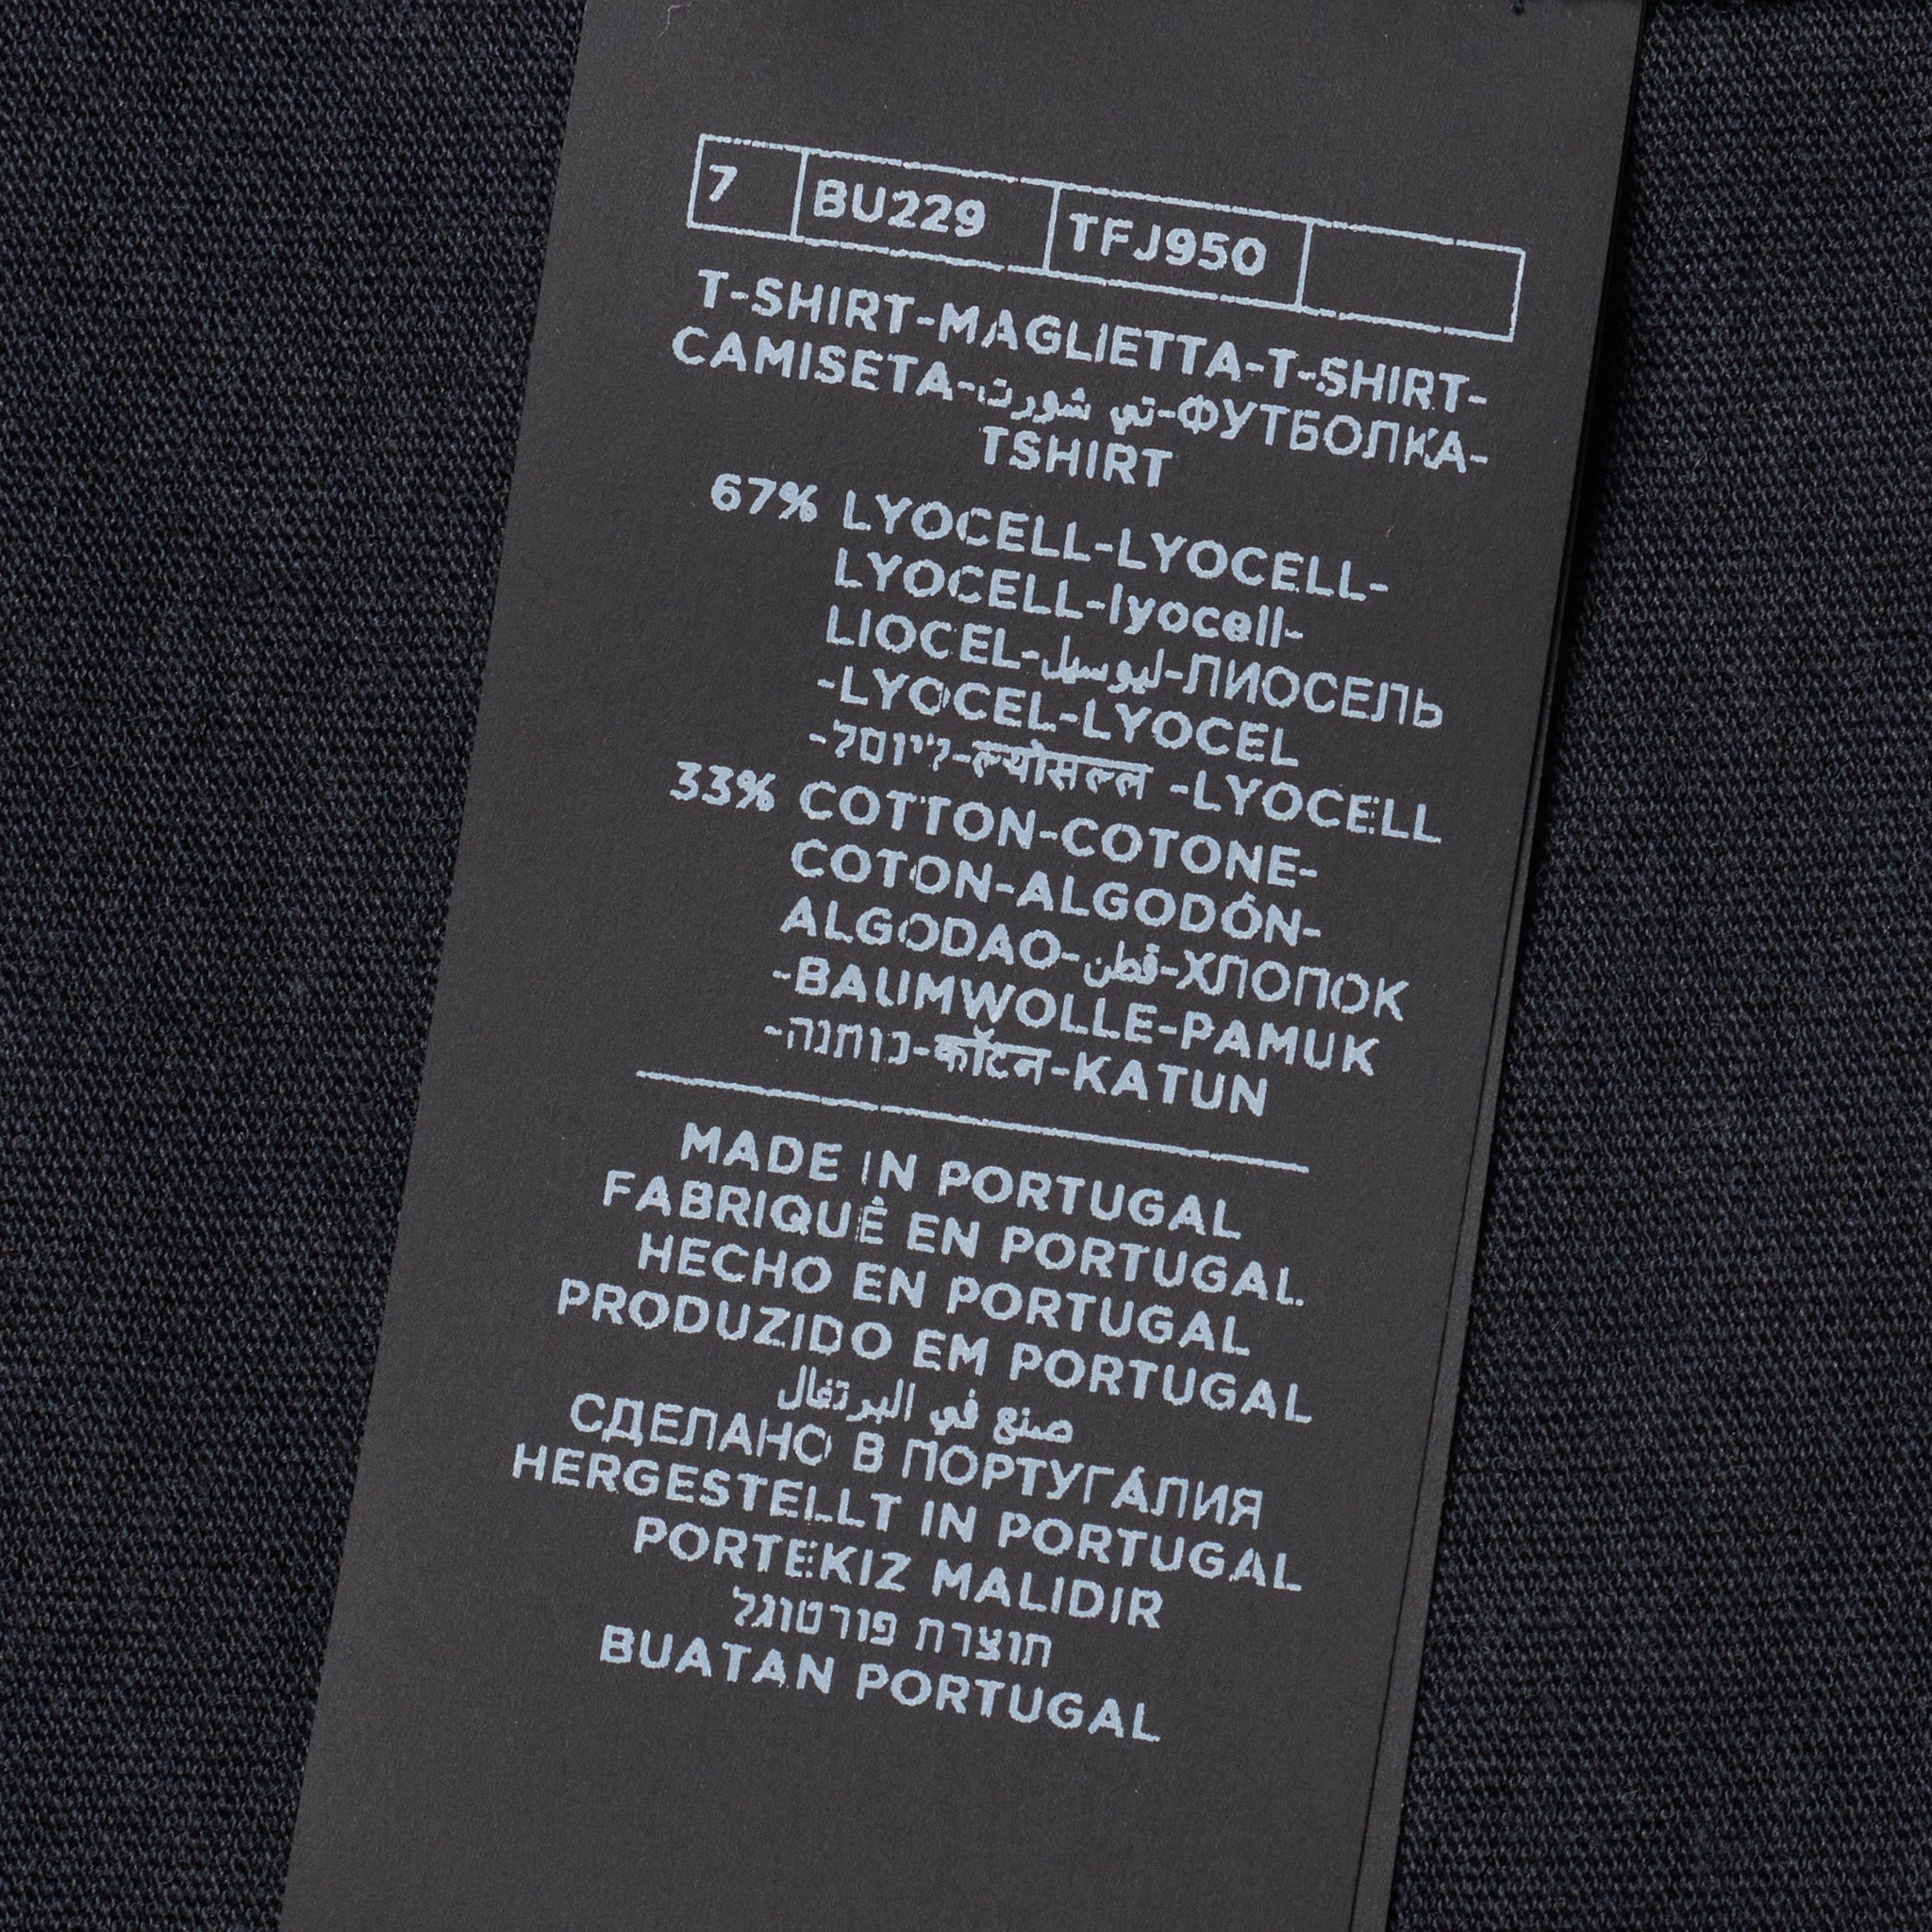 7 BU229 TFJ950
T-SHIRT-MAGLIETTA-T-SHIRT-
CAMISETA-تي شورت-ФУТБОЛКА-
TSHIRT
67% LYOCELL-LYOCELL-
LYOCELL-lyocell-
LIOCEL-ليوسيل-ЛИОСЕЛЬ
-LYOCEL-LYOCEL
-ליוסל-ल्योसल्ल -LYOCELL
33% COTTON-COTONE-
COTON-ALGODÓN-
ALGODAO-قطن-ХЛОПОК
-BAUMWOLLE-PAMUK
-כותנה-कॉटन-KATUN
MADE IN PORTUGAL
FABRIQUÉ EN PORTUGAL
HECHO EN PORTUGAL
PRODUZIDO EM PORTUGAL
صنع في البرتغال
СДЕЛАНО В ПОРТУГАЛИЯ
HERGESTELLT IN PORTUGAL
PORTEKIZ MALIDIR
תוצרת פורטוגל
BUATAN PORTUGAL